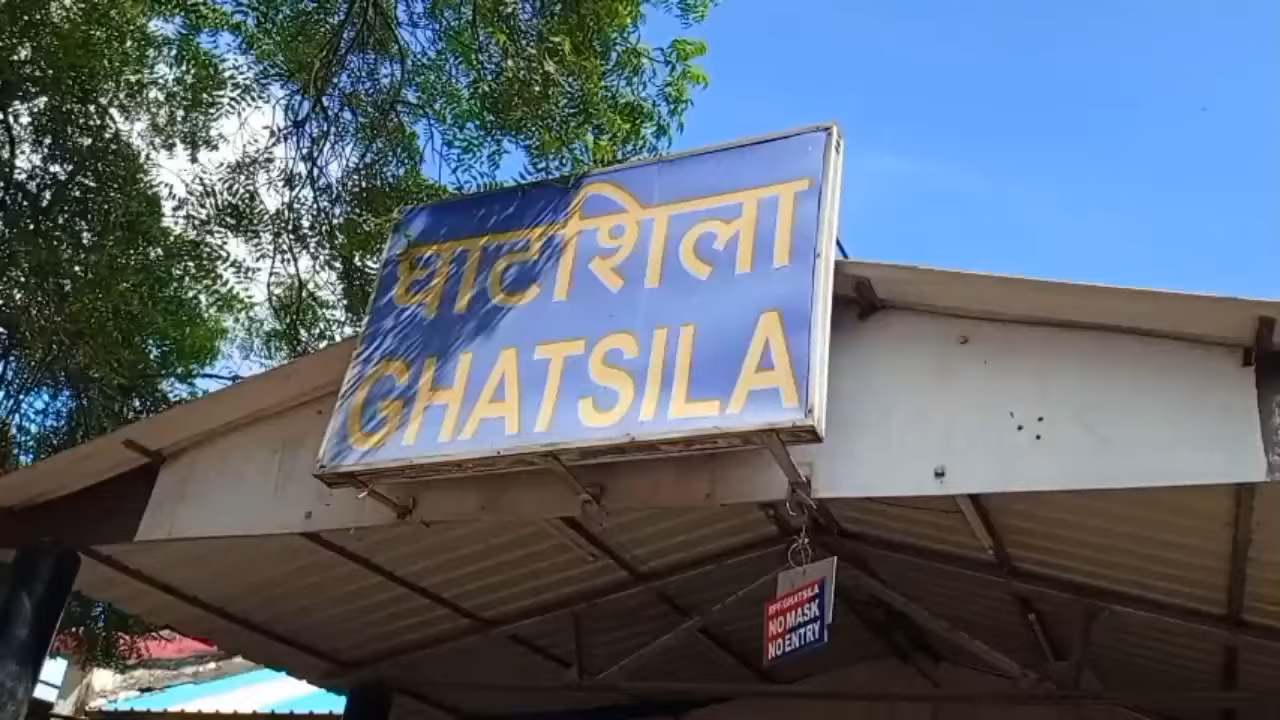 घाटशिला
GHATSILA
RPF/GHATSILA
NO MASK
NO ENTRY